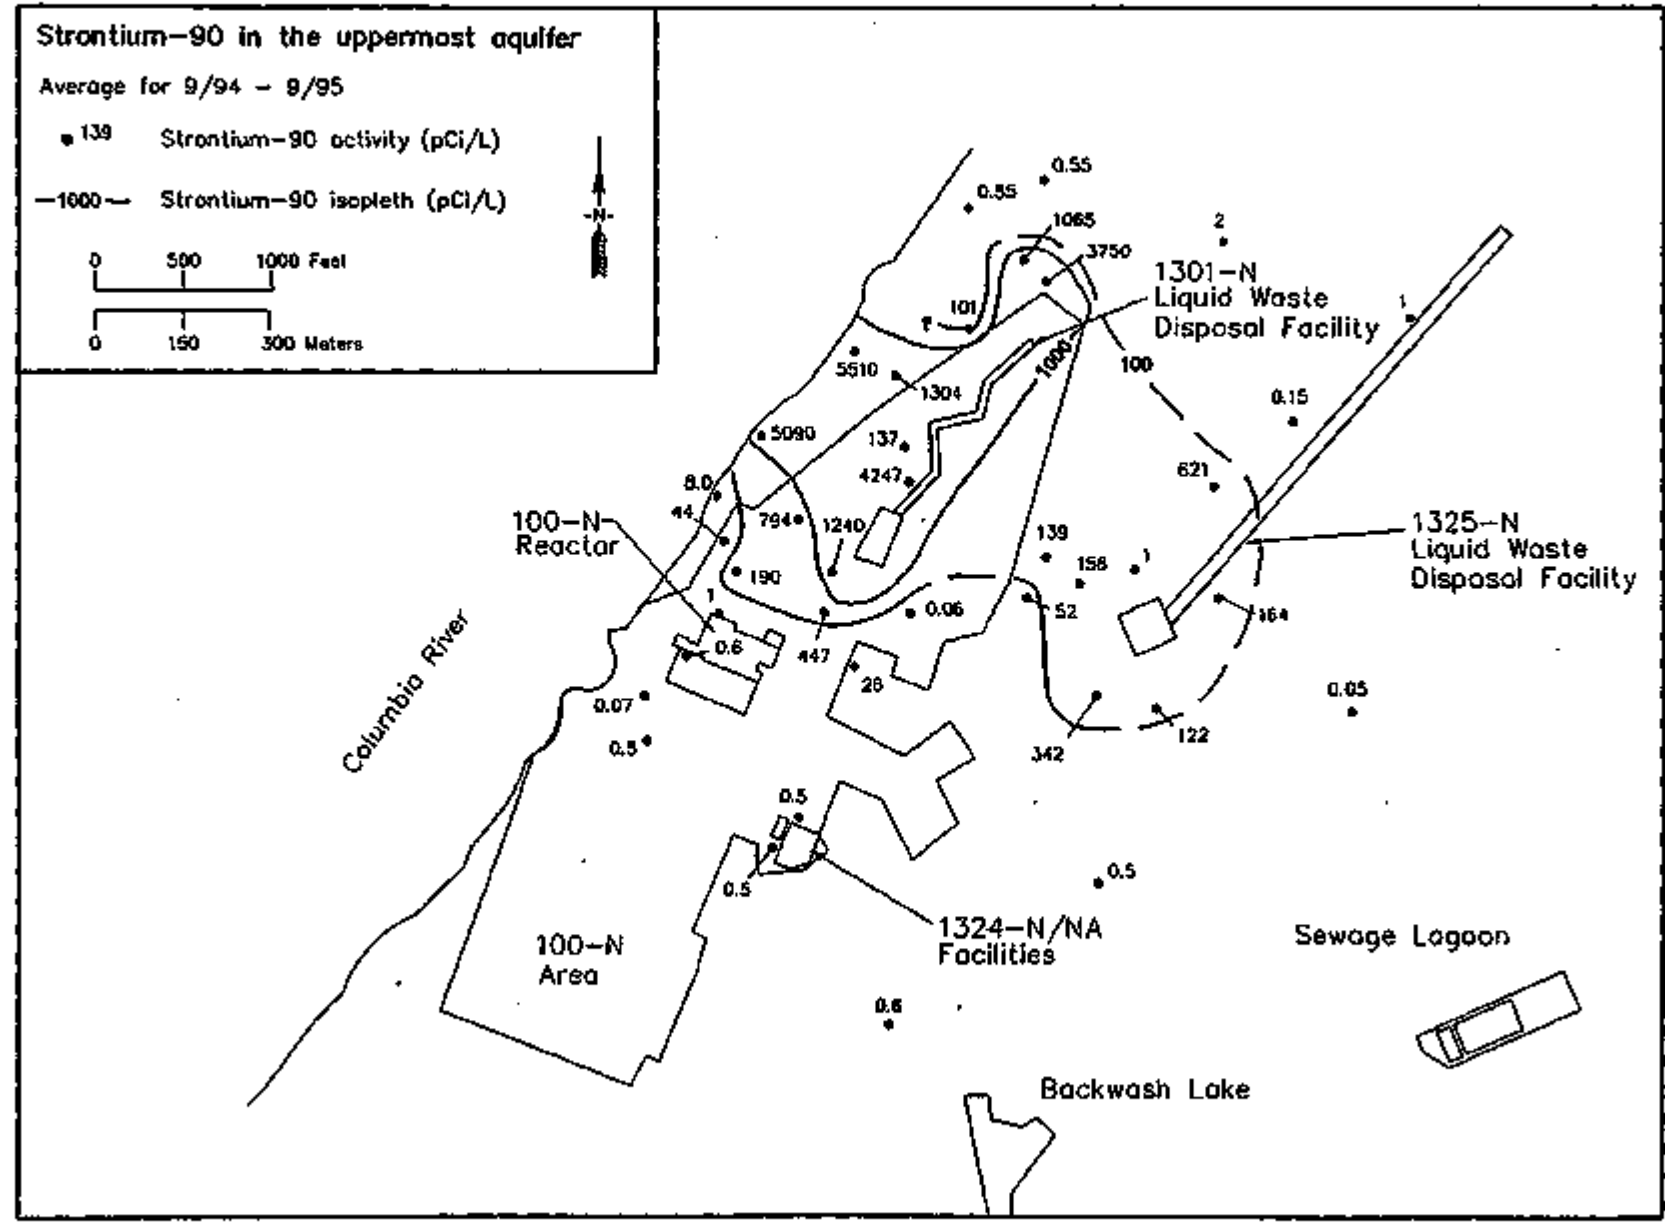 Strontium-90 in the uppermost aquifer
Average for 9/94 - 9/95
139 Strontium-90 activity (pCi/L)
1000 Strontium-90 isopleth (pCi/L)
-N-
0 500 1000 Feet
0 150 300 Meters
0.55
0.55
1065
2
3750
1301-N
Liquid Waste
Disposal Facility
1
101
5510
1304
1000
100
0.15
5090
137
4247
621
8.0
44
794
1240
100-N
Reactor
139
158
1
1325-N
Liquid Waste
Disposal Facility
190
1
0.06
52
164
447
0.6
28
0.07
0.05
0.5
342
122
Columbia River
0.5
0.5
0.5
1324-N/NA
Facilities
100-N
Area
Sewage Lagoon
0.6
Backwash Lake